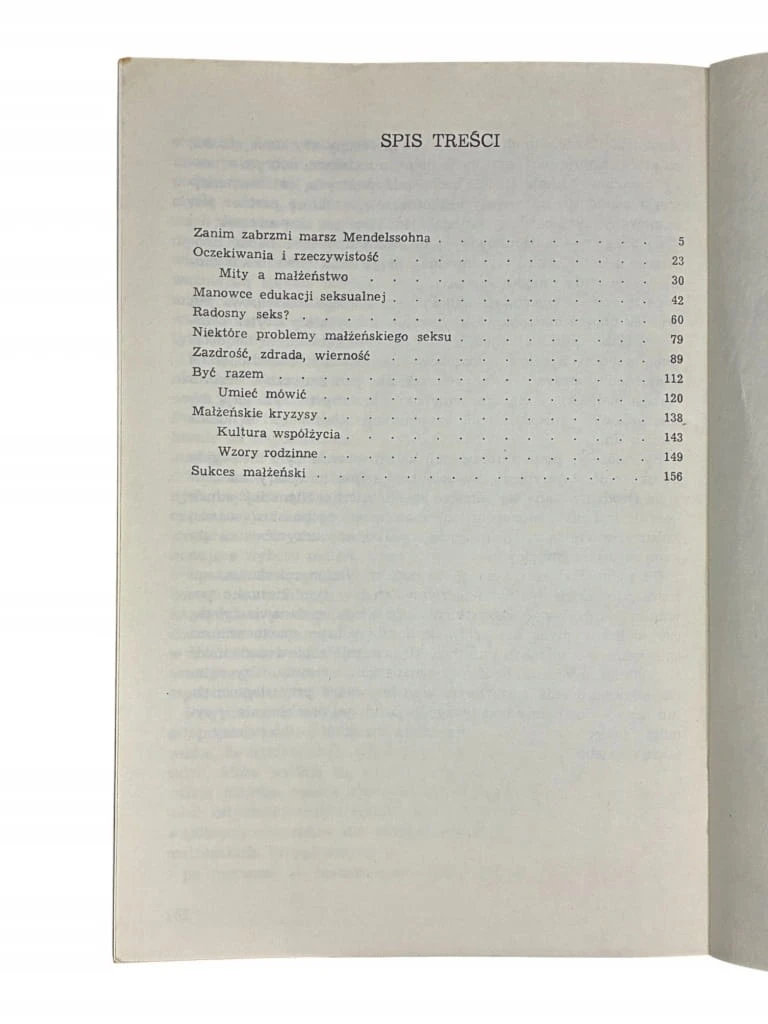 SPIS TREŚCI
Zanim zabrzmi marsz Mendelssohna . . . . . . . . . . 5
Oczekiwania i rzeczywistość . . . . . . . . . . . . 23
Mity a małżeństwo . . . . . . . . . . . . . 30
Manowce edukacji seksualnej . . . . . . . . . . . . 42
Radosny seks? . . . . . . . . . . . . . . . . 60
Niektóre problemy małżeńskiego seksu . . . . . . . . . 79
Zazdrość, zdrada, wierność . . . . . . . . . . . . 89
Być razem . . . . . . . . . . . . . . . . . 112
Umieć mówić . . . . . . . . . . . . . . . 120
Małżeńskie kryzysy . . . . . . . . . . . . . . . 138
Kultura współżycia . . . . . . . . . . . . . . 143
Wzory rodzinne . . . . . . . . . . . . . . . 149
Sukces małżeński . . . . . . . . . . . . . . . 156